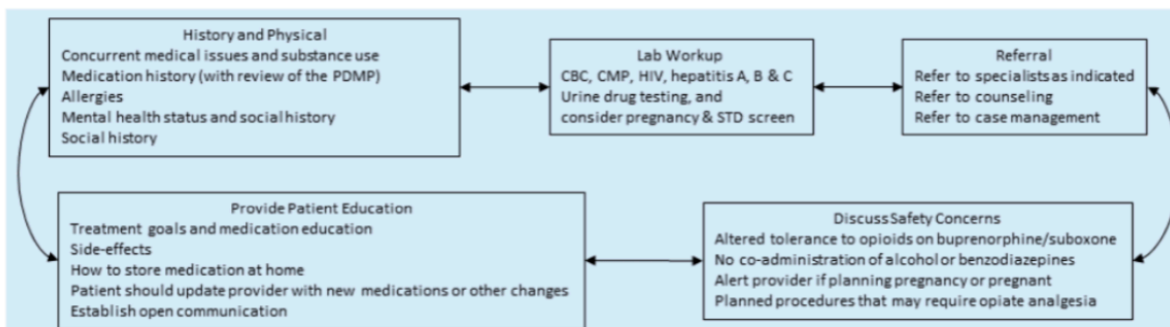 History and Physical
Concurrent medical issues and substance use
Medication history (with review of the PDMP)
Allergies
Mental health status and social history
Social history
Lab Workup
CBC, CMP, HIV, hepatitis A, B & C
Urine drug testing, and
consider pregnancy & STD screen
Referral
Refer to specialists as indicated
Refer to counseling
Refer to case management
Provide Patient Education
Treatment goals and medication education
Side-effects
How to store medication at home
Patient should update provider with new medications or other changes
Establish open communication
Discuss Safety Concerns
Altered tolerance to opioids on buprenorphine/suboxone
No co-administration of alcohol or benzodiazepines
Alert provider if planning pregnancy or pregnant
Planned procedures that may require opiate analgesia